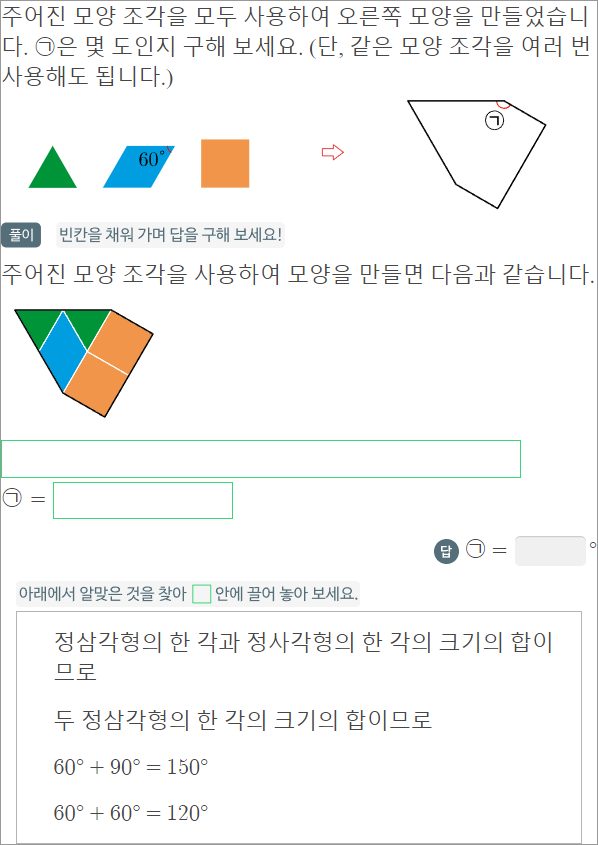 주어진 모양 조각을 모두 사용하여 오른쪽 모양을 만들었습니
다. ㉠은 몇 도인지 구해 보세요. (단, 같은 모양 조각을 여러 번
사용해도 됩니다.)
60°
㉠
풀이 빈칸을 채워 가며 답을 구해 보세요!
주어진 모양 조각을 사용하여 모양을 만들면 다음과 같습니다.
㉠ =
답 ㉠ = °
아래에서 알맞은 것을 찾아 안에 끌어 놓아 보세요.
정삼각형의 한 각과 정사각형의 한 각의 크기의 합이
므로
두 정삼각형의 한 각의 크기의 합이므로
60° + 90° = 150°
60° + 60° = 120°